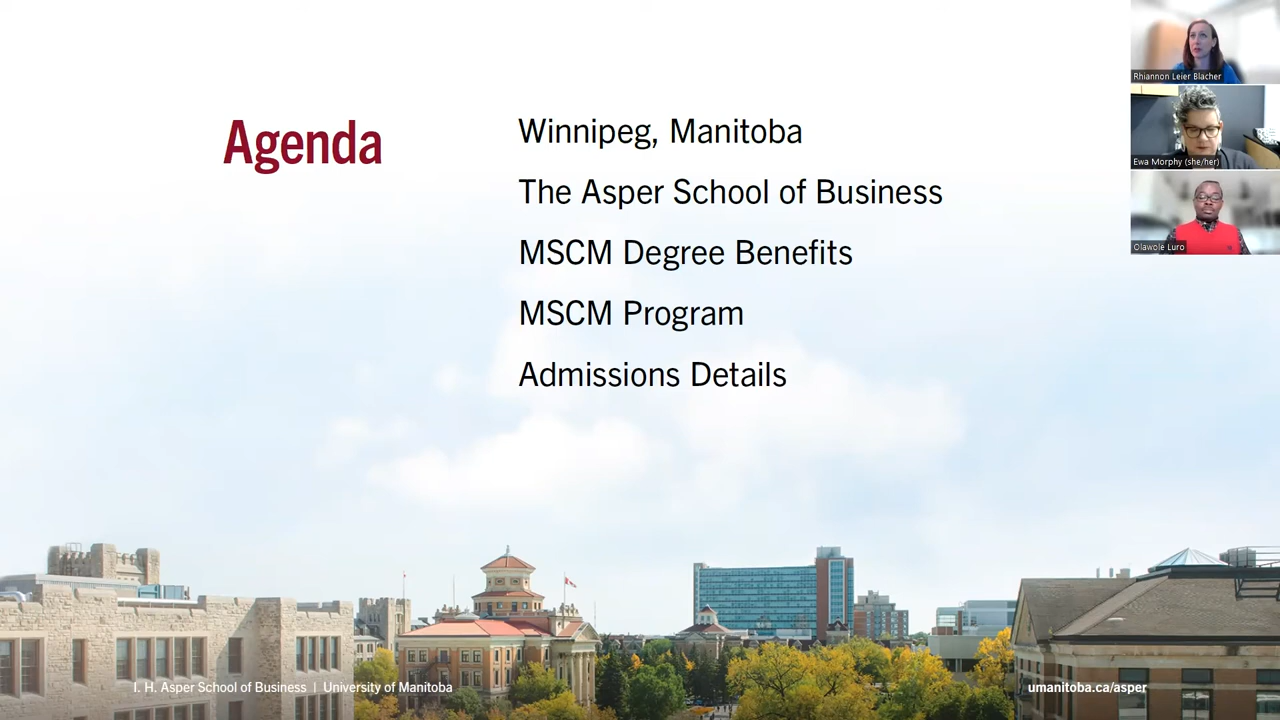 Agenda
Winnipeg, Manitoba
The Asper School of Business
MSCM Degree Benefits
MSCM Program
Admissions Details
Rhiannon Leier Blacher
Ewa Morphy (she/her)
Olawole Luro
I. H. Asper School of Business | University of Manitoba
umanitoba.ca/asper